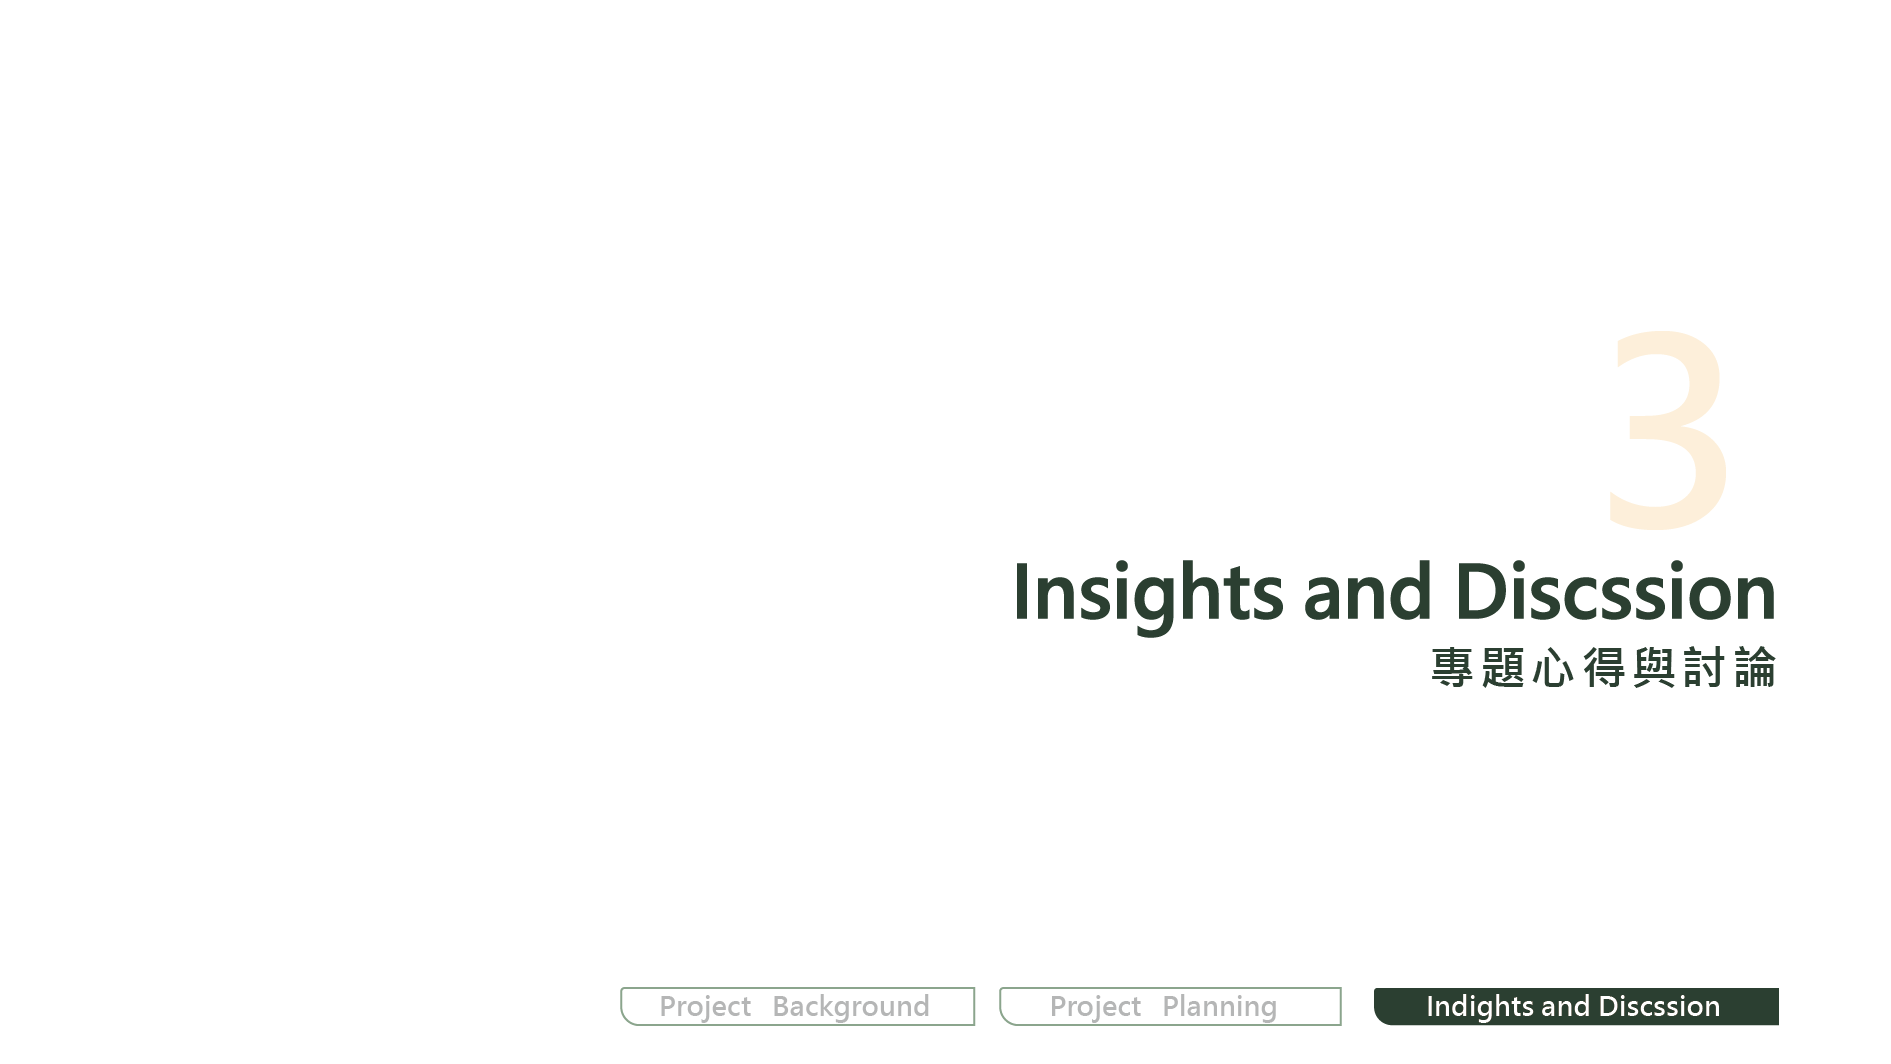 3
Insights and Discssion
專題心得與討論
Project Background
Project Planning
Indights and Discssion